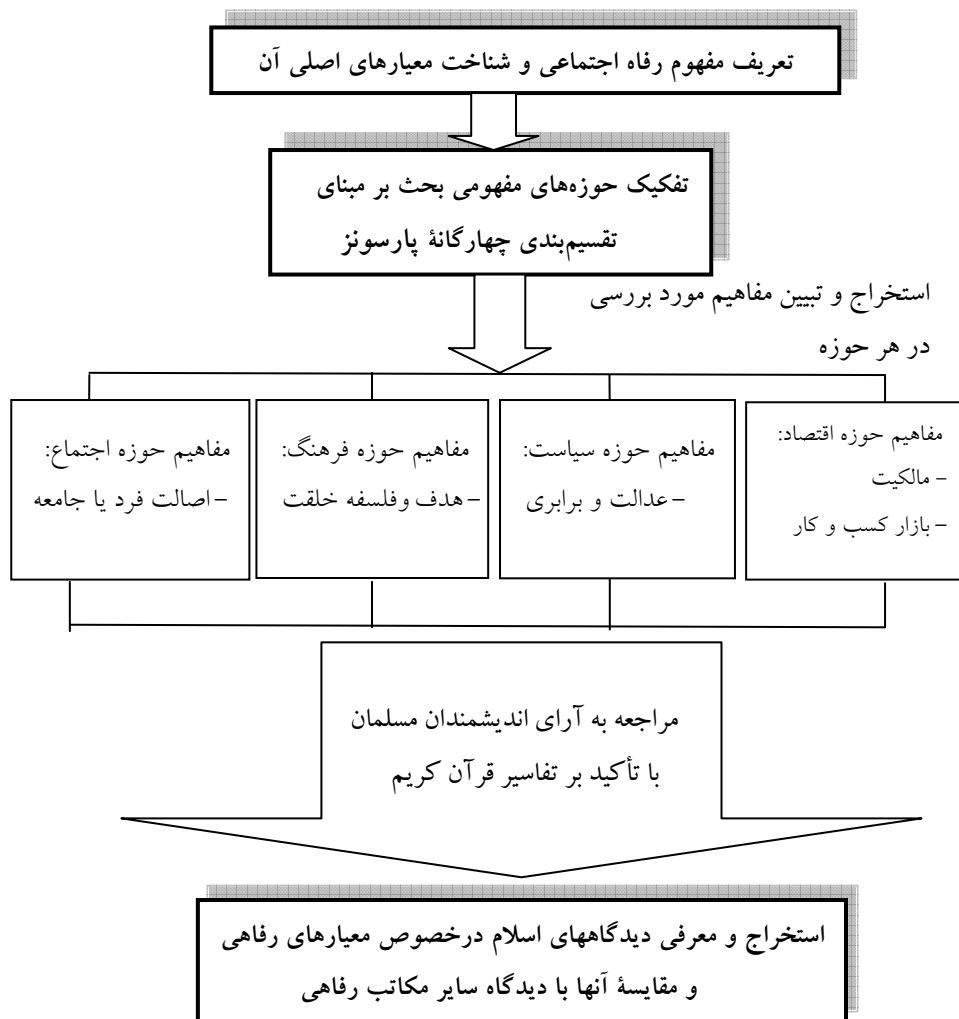 تعریف مفهوم رفاه اجتماعی و شناخت معیارهای اصلی آن
تفکیک حوزه‌های مفهومی بحث بر مبنای
تقسیم‌بندی چهارگانهٔ پارسونز
استخراج و تبیین مفاهیم مورد بررسی
در هر حوزه
مفاهیم حوزه اقتصاد:
– مالکیت
– بازار کسب و کار
مفاهیم حوزه سیاست:
– عدالت و برابری
مفاهیم حوزه فرهنگ:
– هدف وفلسفه خلقت
مفاهیم حوزه اجتماع:
– اصالت فرد یا جامعه
مراجعه به آرای اندیشمندان مسلمان
با تأکید بر تفاسیر قرآن کریم
استخراج و معرفی دیدگاههای اسلام درخصوص معیارهای رفاهی
و مقایسهٔ آنها با دیدگاه سایر مکاتب رفاهی